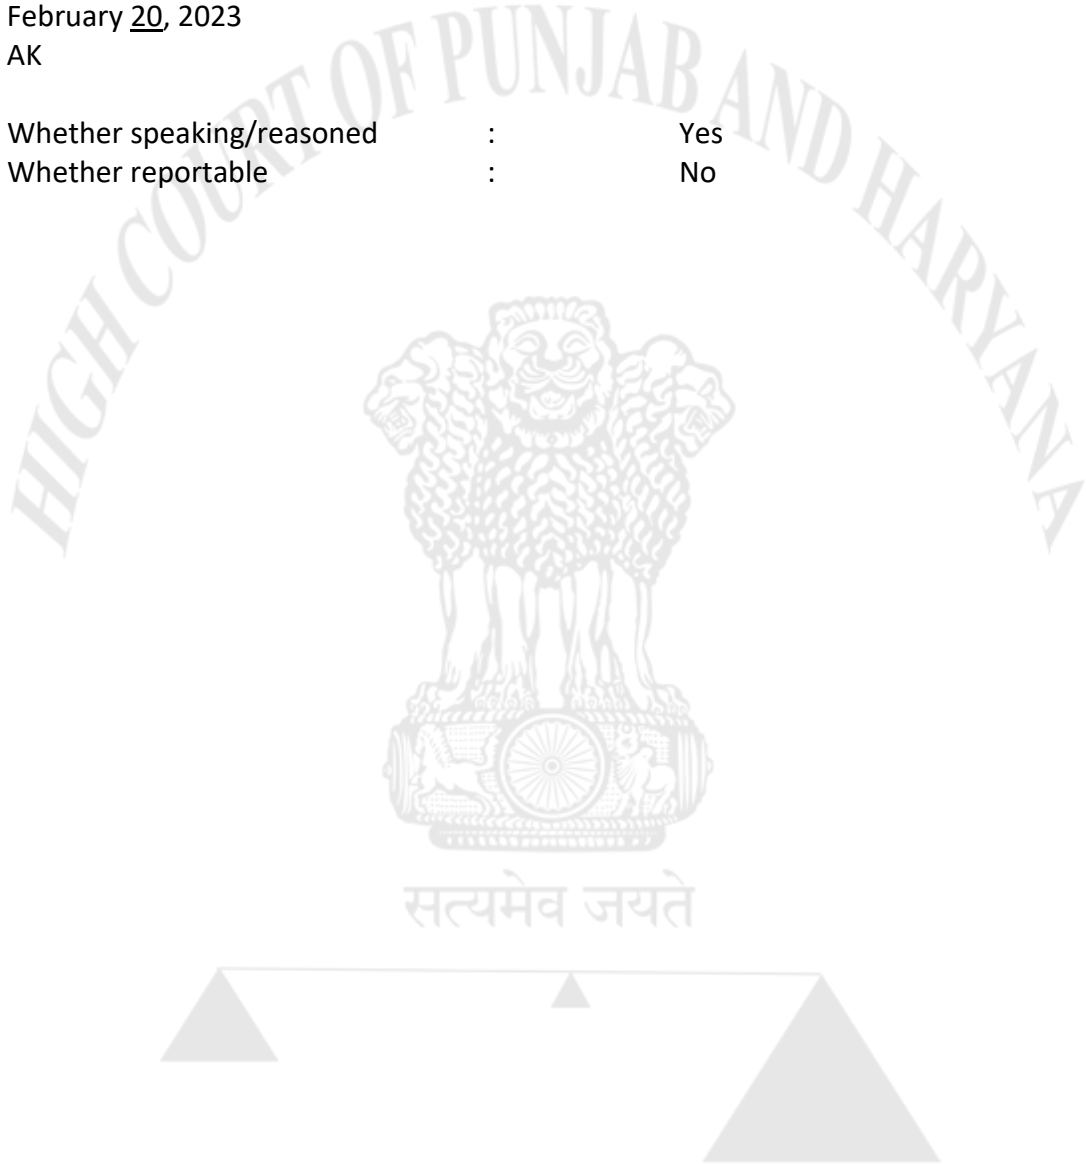 February 20, 2023
AK
Whether speaking/reasoned : Yes
Whether reportable : No
HIGH COURT OF PUNJAB AND HARYANA
सत्यमेव जयते